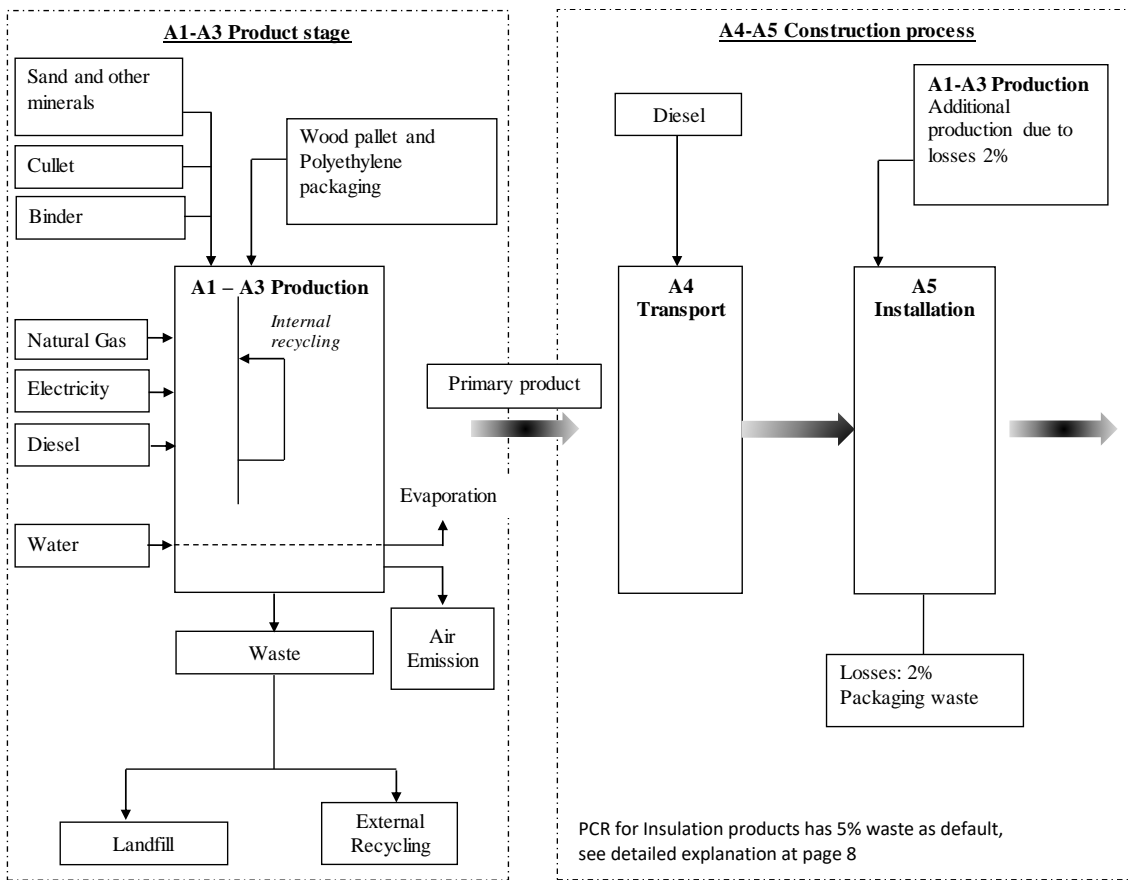 A1-A3 Product stage
Sand and other
minerals
Cullet
Binder
Wood pallet and
Polyethylene
packaging
A1 – A3 Production
Internal
recycling
Natural Gas
Electricity
Diesel
Water
Primary product
Evaporation
Air
Emission
Waste
Landfill
External
Recycling
A4-A5 Construction process
Diesel
A1-A3 Production
Additional
production due to
losses 2%
A4
Transport
A5
Installation
Losses: 2%
Packaging waste
PCR for Insulation products has 5% waste as default,
see detailed explanation at page 8